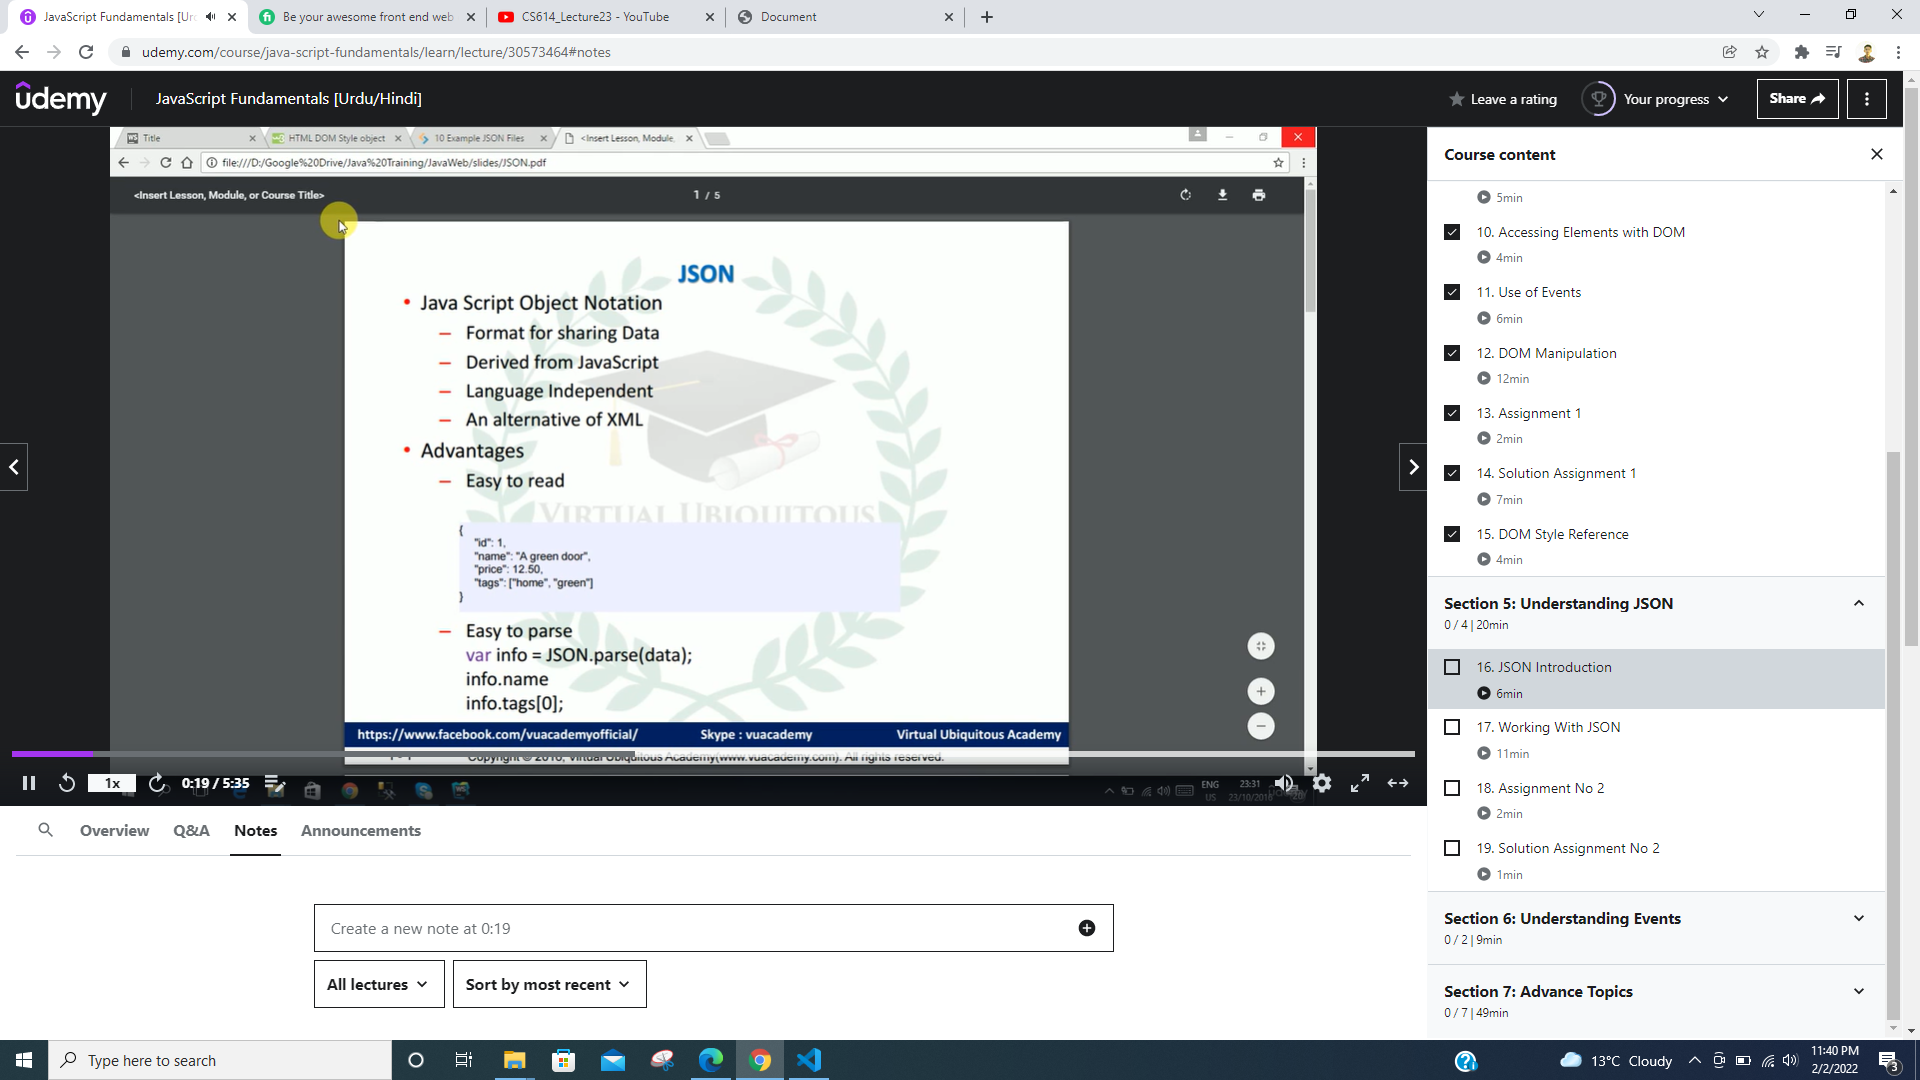 JavaScript Fundamentals [Ur
Be your awesome front end web
CS614_Lecture23 - YouTube
Document
udemy.com/course/java-script-fundamentals/learn/lecture/30573464#notes
udemy
JavaScript Fundamentals [Urdu/Hindi]
Leave a rating
Your progress
Share
Title
HTML DOM Style object
10 Example JSON Files
<Insert Lesson, Module,
file:///D:/Google%20Drive/Java%20Training/JavaWeb/slides/JSON.pdf
<Insert Lesson, Module, or Course Title>
1 / 5
JSON
• Java Script Object Notation
– Format for sharing Data
– Derived from JavaScript
– Language Independent
– An alternative of XML
• Advantages
– Easy to read
VIRTUAL UBIQUITOUS
{
"id": 1,
"name": "A green door",
"price": 12.50,
"tags": ["home", "green"]
}
– Easy to parse
var info = JSON.parse(data);
info.name
info.tags[0];
https://www.facebook.com/vuacademyofficial/
Skype : vuacademy
Virtual Ubiquitous Academy
Copyright © 2016, Virtual Ubiquitous Academy(www.vuacademy.com). All rights reserved.
1x
0:19 / 5:35
ENG
US
23:31
23/10/2016
Overview
Q&A
Notes
Announcements
Create a new note at 0:19
All lectures
Sort by most recent
Course content
5min
10. Accessing Elements with DOM
4min
11. Use of Events
6min
12. DOM Manipulation
12min
13. Assignment 1
2min
14. Solution Assignment 1
7min
15. DOM Style Reference
4min
Section 5: Understanding JSON
0 / 4 | 20min
16. JSON Introduction
6min
17. Working With JSON
11min
18. Assignment No 2
2min
19. Solution Assignment No 2
1min
Section 6: Understanding Events
0 / 2 | 9min
Section 7: Advance Topics
0 / 7 | 49min
Type here to search
13°C Cloudy
11:40 PM
2/2/2022
3